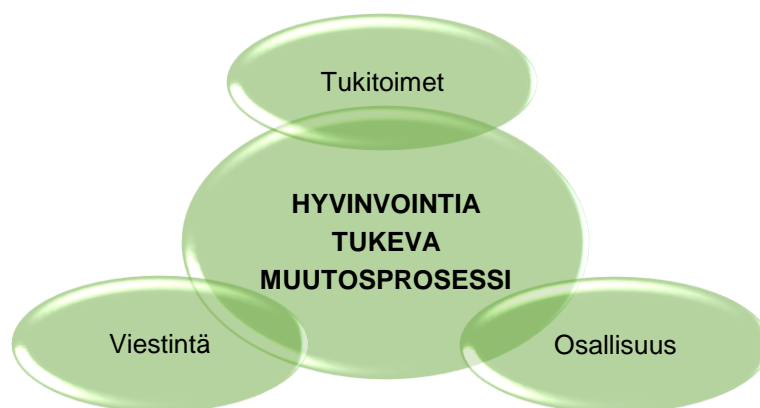 Tukitoimet
HYVINVOINTIA
TUKEVA
MUUTOSPROSESSI
Viestintä
Osallisuus